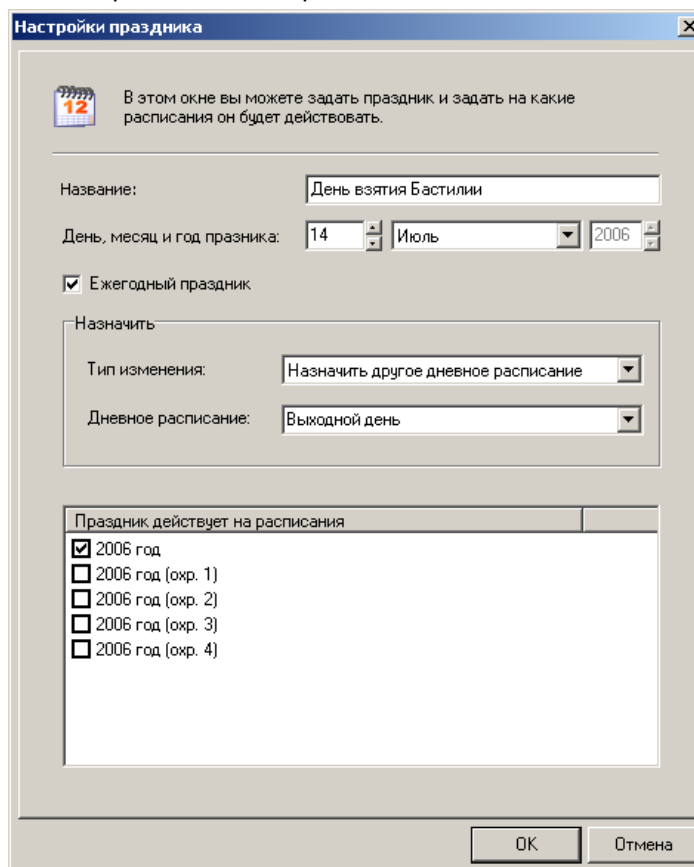 Настройки праздника
12
В этом окне вы можете задать праздник и задать на какие
расписания он будет действовать.
Название: День взятия Бастилии
День, месяц и год празника: 14 Июль 2006
Ежегодный праздник
Назначить
Тип изменения: Назначить другое дневное расписание
Дневное расписание: Выходной день
Праздник действует на расписания
2006 год
2006 год (охр. 1)
2006 год (охр. 2)
2006 год (охр. 3)
2006 год (охр. 4)
OK Отмена